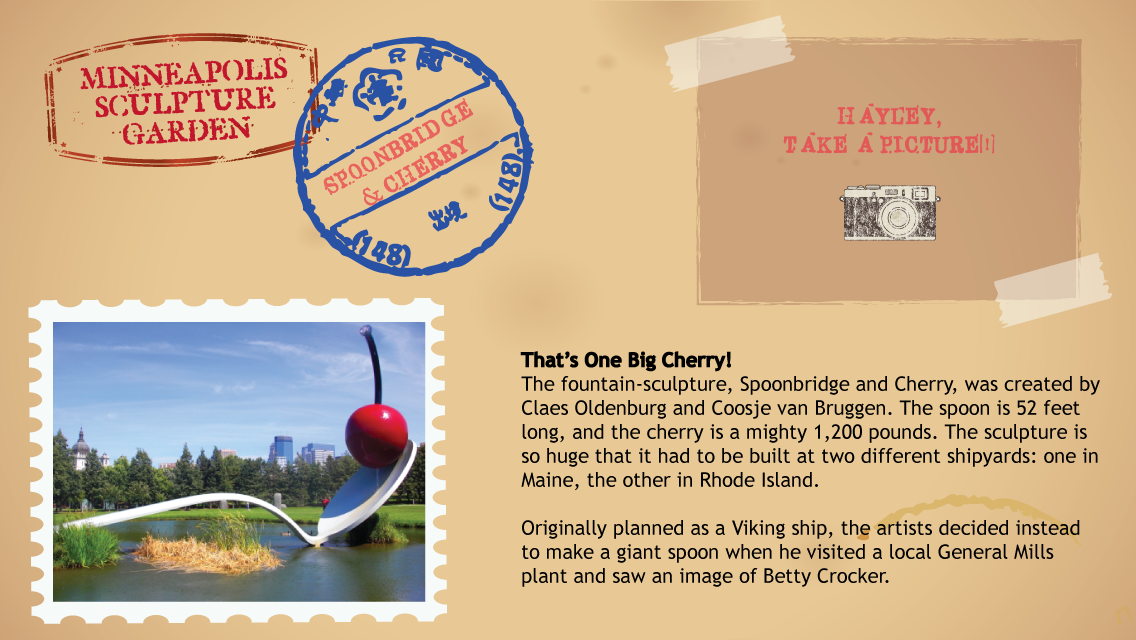 MINNEAPOLIS
SCULPTURE
GARDEN
SPOONBRIDGE
& CHERRY
(148)
(148)
出境
HAYLEY,
TAKE A PICTURE[!]
That's One Big Cherry!
The fountain-sculpture, Spoonbridge and Cherry, was created by
Claes Oldenburg and Coosje van Bruggen. The spoon is 52 feet
long, and the cherry is a mighty 1,200 pounds. The sculpture is
so huge that it had to be built at two different shipyards: one in
Maine, the other in Rhode Island.
Originally planned as a Viking ship, the artists decided instead
to make a giant spoon when he visited a local General Mills
plant and saw an image of Betty Crocker.